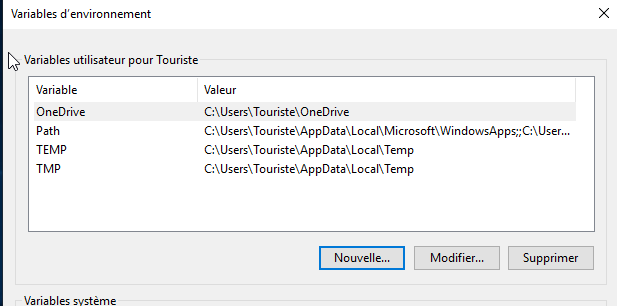 Variables d'environnement
Variables utilisateur pour Touriste
Variable Valeur
OneDrive C:\Users\Touriste\OneDrive
Path C:\Users\Touriste\AppData\Local\Microsoft\WindowsApps;;C:\User...
TEMP C:\Users\Touriste\AppData\Local\Temp
TMP C:\Users\Touriste\AppData\Local\Temp
Nouvelle... Modifier... Supprimer
Variables système